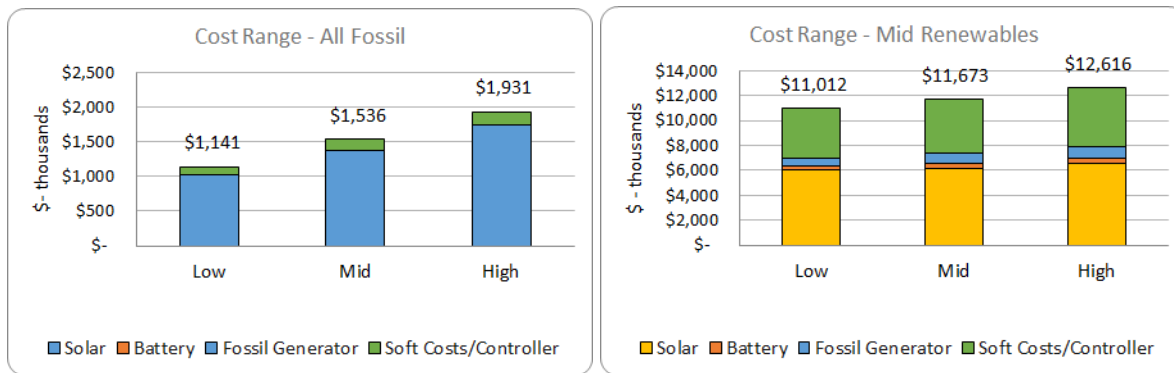 Cost Range - All Fossil
$- thousands
$2,500
$2,000
$1,500
$1,000
$500
$-
$1,141
$1,536
$1,931
Low Mid High
Solar Battery Fossil Generator Soft Costs/Controller
Cost Range - Mid Renewables
$ - thousands
$14,000
$12,000
$10,000
$8,000
$6,000
$4,000
$2,000
$-
$11,012
$11,673
$12,616
Low Mid High
Solar Battery Fossil Generator Soft Costs/Controller